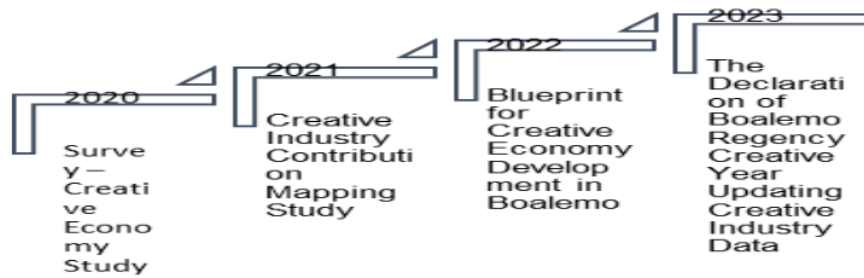 2020
Surve
y –
Creati
ve
Econo
my
Study
2021
Creative
Industry
Contributi
on
Mapping
Study
2022
Blueprint
for
Creative
Economy
Develop
ment in
Boalemo
2023
The
Declarati
on of
Boalemo
Regency
Creative
Year
Updating
Creative
Industry
Data